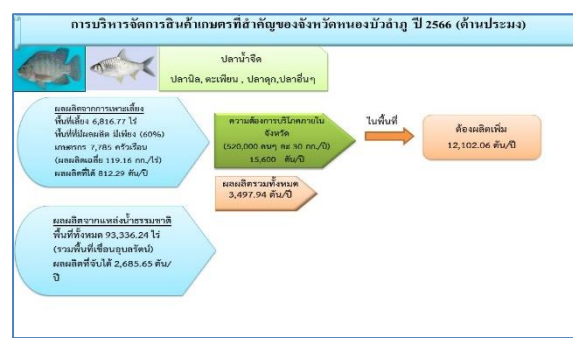 การบริหารจัดการสินค้าเกษตรที่สำคัญของจังหวัดหนองบัวลำภู ปี 2566 (ด้านประมง)
ปลาน้ำจืด
ปลานิล, ตะเพียน , ปลาดุก,ปลาอื่นๆ
ผลผลิตจากการเพาะเลี้ยง
พื้นที่เลี้ยง 6,816.77 ไร่
พื้นที่ที่มีผลผลิต มีเพียง (60%)
เกษตรกร 7,785 ครัวเรือน
(ผลผลิตเฉลี่ย 119.16 กก./ไร่)
ผลผลิตที่ได้ 812.29 ตัน/ปี
ความต้องการบริโภคภายใน
จังหวัด
(520,000 คนๆ ละ 30 กก./ปี)
15,600 ตัน/ปี
ในพื้นที่
ต้องผลิตเพิ่ม
12,102.06 ตัน/ปี
ผลผลิตรวมทั้งหมด
3,497.94 ตัน/ปี
ผลผลิตจากแหล่งน้ำธรรมชาติ
พื้นที่ทั้งหมด 93,336.24 ไร่
(รวมพื้นที่เขื่อนอุบลรัตน์)
ผลผลิตที่จับได้ 2,685.65 ตัน/
ปี